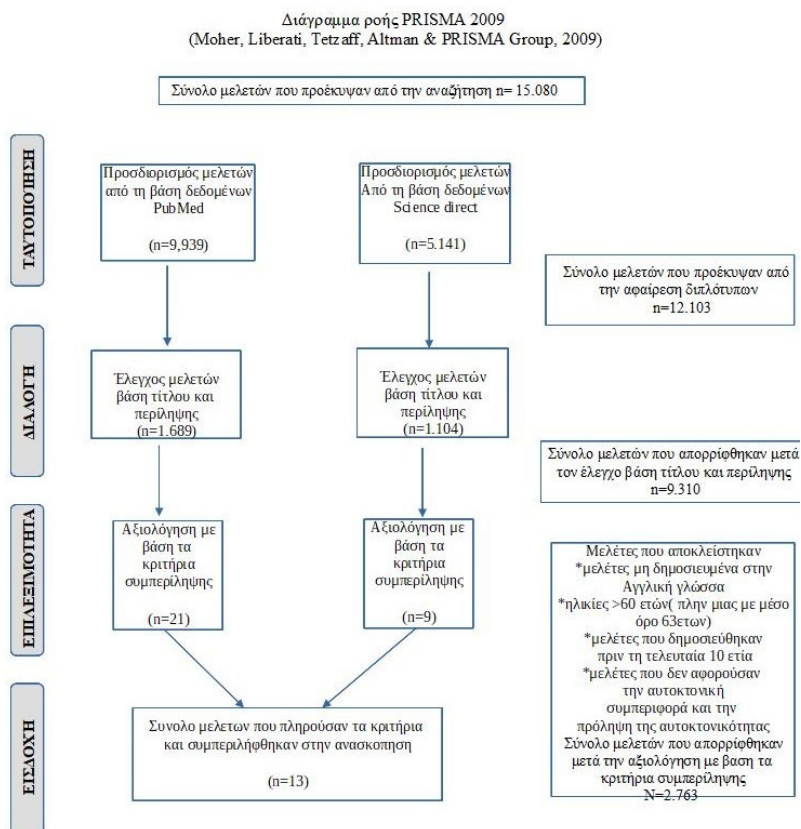 Διάγραμμα ροής PRISMA 2009
(Moher, Liberati, Tetzaff, Altman & PRISMA Group, 2009)
Σύνολο μελετών που προέκυψαν από την αναζήτηση n= 15.080
ΤΑΥΤΟΠΟΊΗΣΗ
Προσδιορισμός μελετών
από τη βάση δεδομένων
PubMed
(n=9,939)
Προσδιορισμός μελετών
Από τη βάση δεδομένων
Science direct
(n=5.141)
Σύνολο μελετών που προέκυψαν από
την αφαίρεση διπλότυπων
n=12.103
ΔΙΑΛΟΓΉ
Έλεγχος μελετών
βάση τίτλου και
περίληψης
(n=1.689)
Έλεγχος μελετών
βάση τίτλου και
περίληψης
(n=1.104)
Σύνολο μελετών που απορρίφθηκαν μετά
τον έλεγχο βάση τίτλου και περίληψης
n=9.310
ΕΠΙΛΕΞΙΜΌΤΗΤΑ
Αξιολόγηση με
βάση τα
κριτήρια
συμπερίληψης
(n=21)
Αξιολόγηση με
βάση τα
κριτήρια
συμπερίληψης
(n=9)
Μελέτες που αποκλείστηκαν
*μελέτες μη δημοσιευμένα στην
Αγγλική γλώσσα
*ηλικίες >60 ετών( πλην μιας με μέσο
όρο 63ετων)
*μελέτες που δημοσιεύθηκαν
πριν τη τελευταία 10 ετία
*μελέτες που δεν αφορούσαν
την αυτοκτονική
συμπεριφορά και την
πρόληψη της αυτοκτονικότητας
Σύνολο μελετών που απορρίφθηκαν
μετά την αξιολόγηση με βαση τα
κριτήρια συμπερίληψης
Ν=2.763
ΕΙΣΔΟΧΉ
Συνολο μελετων που πληρούσαν τα κριτήρια
και συμπεριλήφθηκαν στην ανασκοπηση
(n=13)